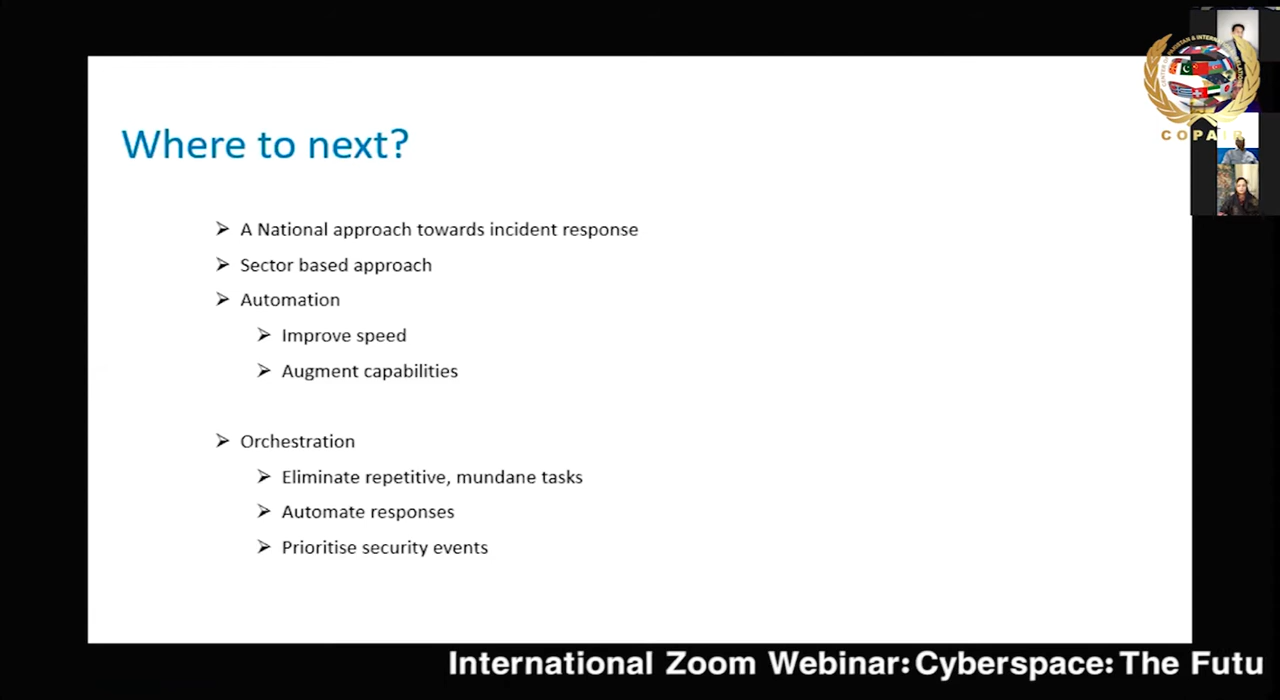 Where to next?
A National approach towards incident response
Sector based approach
Automation
Improve speed
Augment capabilities
Orchestration
Eliminate repetitive, mundane tasks
Automate responses
Prioritise security events
COPAIR
International Zoom Webinar: Cyberspace: The Futu